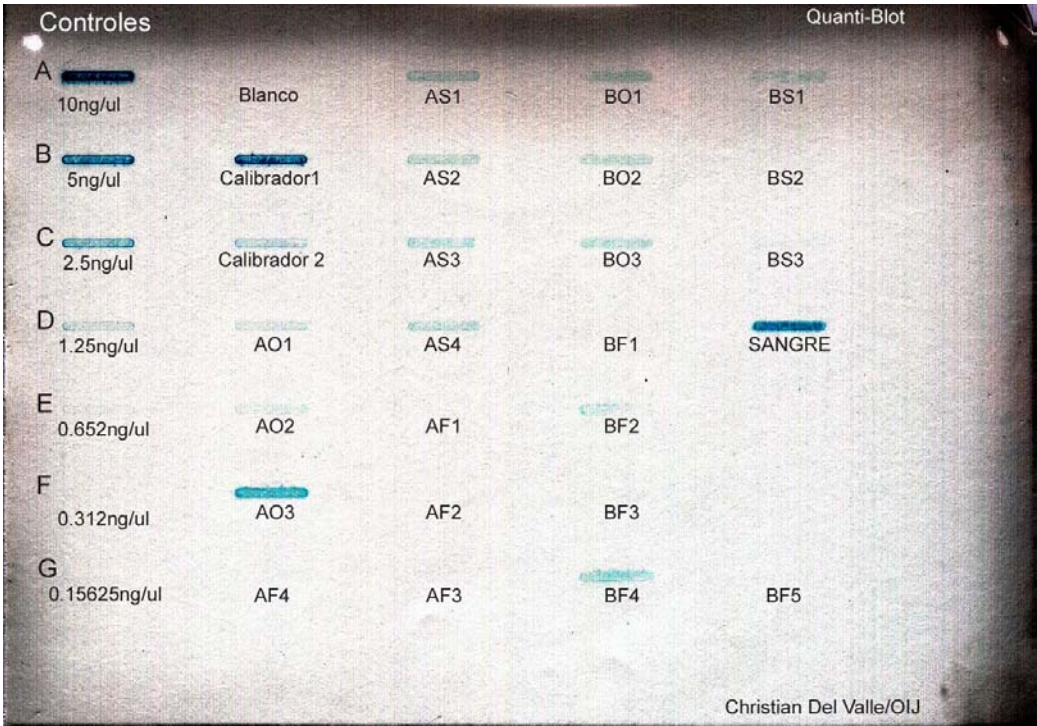 Controles
Quanti-Blot
A
10ng/ul
Blanco
AS1
BO1
BS1
B
5ng/ul
Calibrador1
AS2
BO2
BS2
C
2.5ng/ul
Calibrador 2
AS3
BO3
BS3
D
1.25ng/ul
AO1
AS4
BF1
SANGRE
E
0.652ng/ul
AO2
AF1
BF2
F
0.312ng/ul
AO3
AF2
BF3
G
0.15625ng/ul
AF4
AF3
BF4
BF5
Christian Del Valle/OIJ